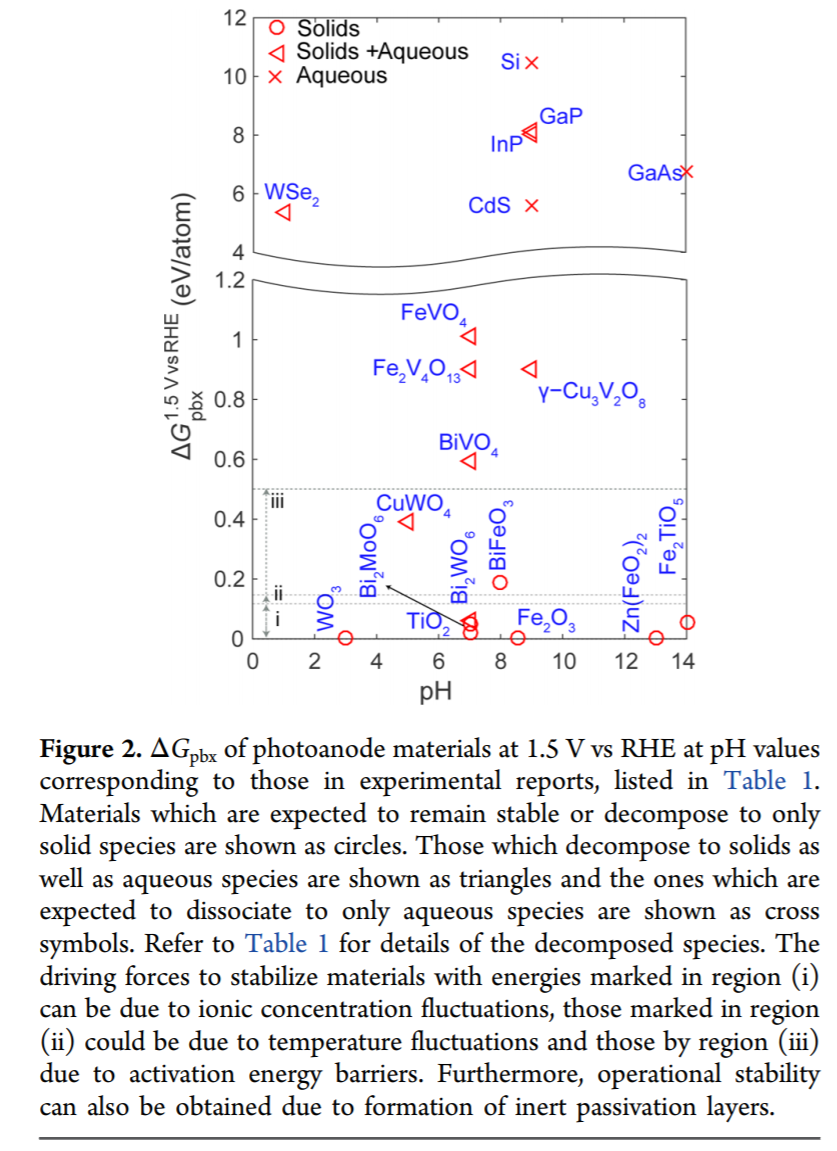 12
Solids
Solids +Aqueous
Aqueous
Si
10
GaP
8
InP
GaAs
WSe₂
6
CdS
4
ΔG_pbx^1.5 V vs RHE (eV/atom)
1.2
FeVO₄
1
Fe₂V₄O₁₃
γ−Cu₃V₂O₈
0.8
BiVO₄
0.6
iii
CuWO₄
0.4
Bi₂MoO₆
Bi₂WO₆
BiFeO₃
Zn(FeO₂)₂
Fe₂TiO₅
0.2
ii
i
WO₃
TiO₂
Fe₂O₃
0
0 2 4 6 8 10 12 14
pH
Figure 2. ΔG_pbx of photoanode materials at 1.5 V vs RHE at pH values
corresponding to those in experimental reports, listed in Table 1.
Materials which are expected to remain stable or decompose to only
solid species are shown as circles. Those which decompose to solids as
well as aqueous species are shown as triangles and the ones which are
expected to dissociate to only aqueous species are shown as cross
symbols. Refer to Table 1 for details of the decomposed species. The
driving forces to stabilize materials with energies marked in region (i)
can be due to ionic concentration fluctuations, those marked in region
(ii) could be due to temperature fluctuations and those by region (iii)
due to activation energy barriers. Furthermore, operational stability
can also be obtained due to formation of inert passivation layers.